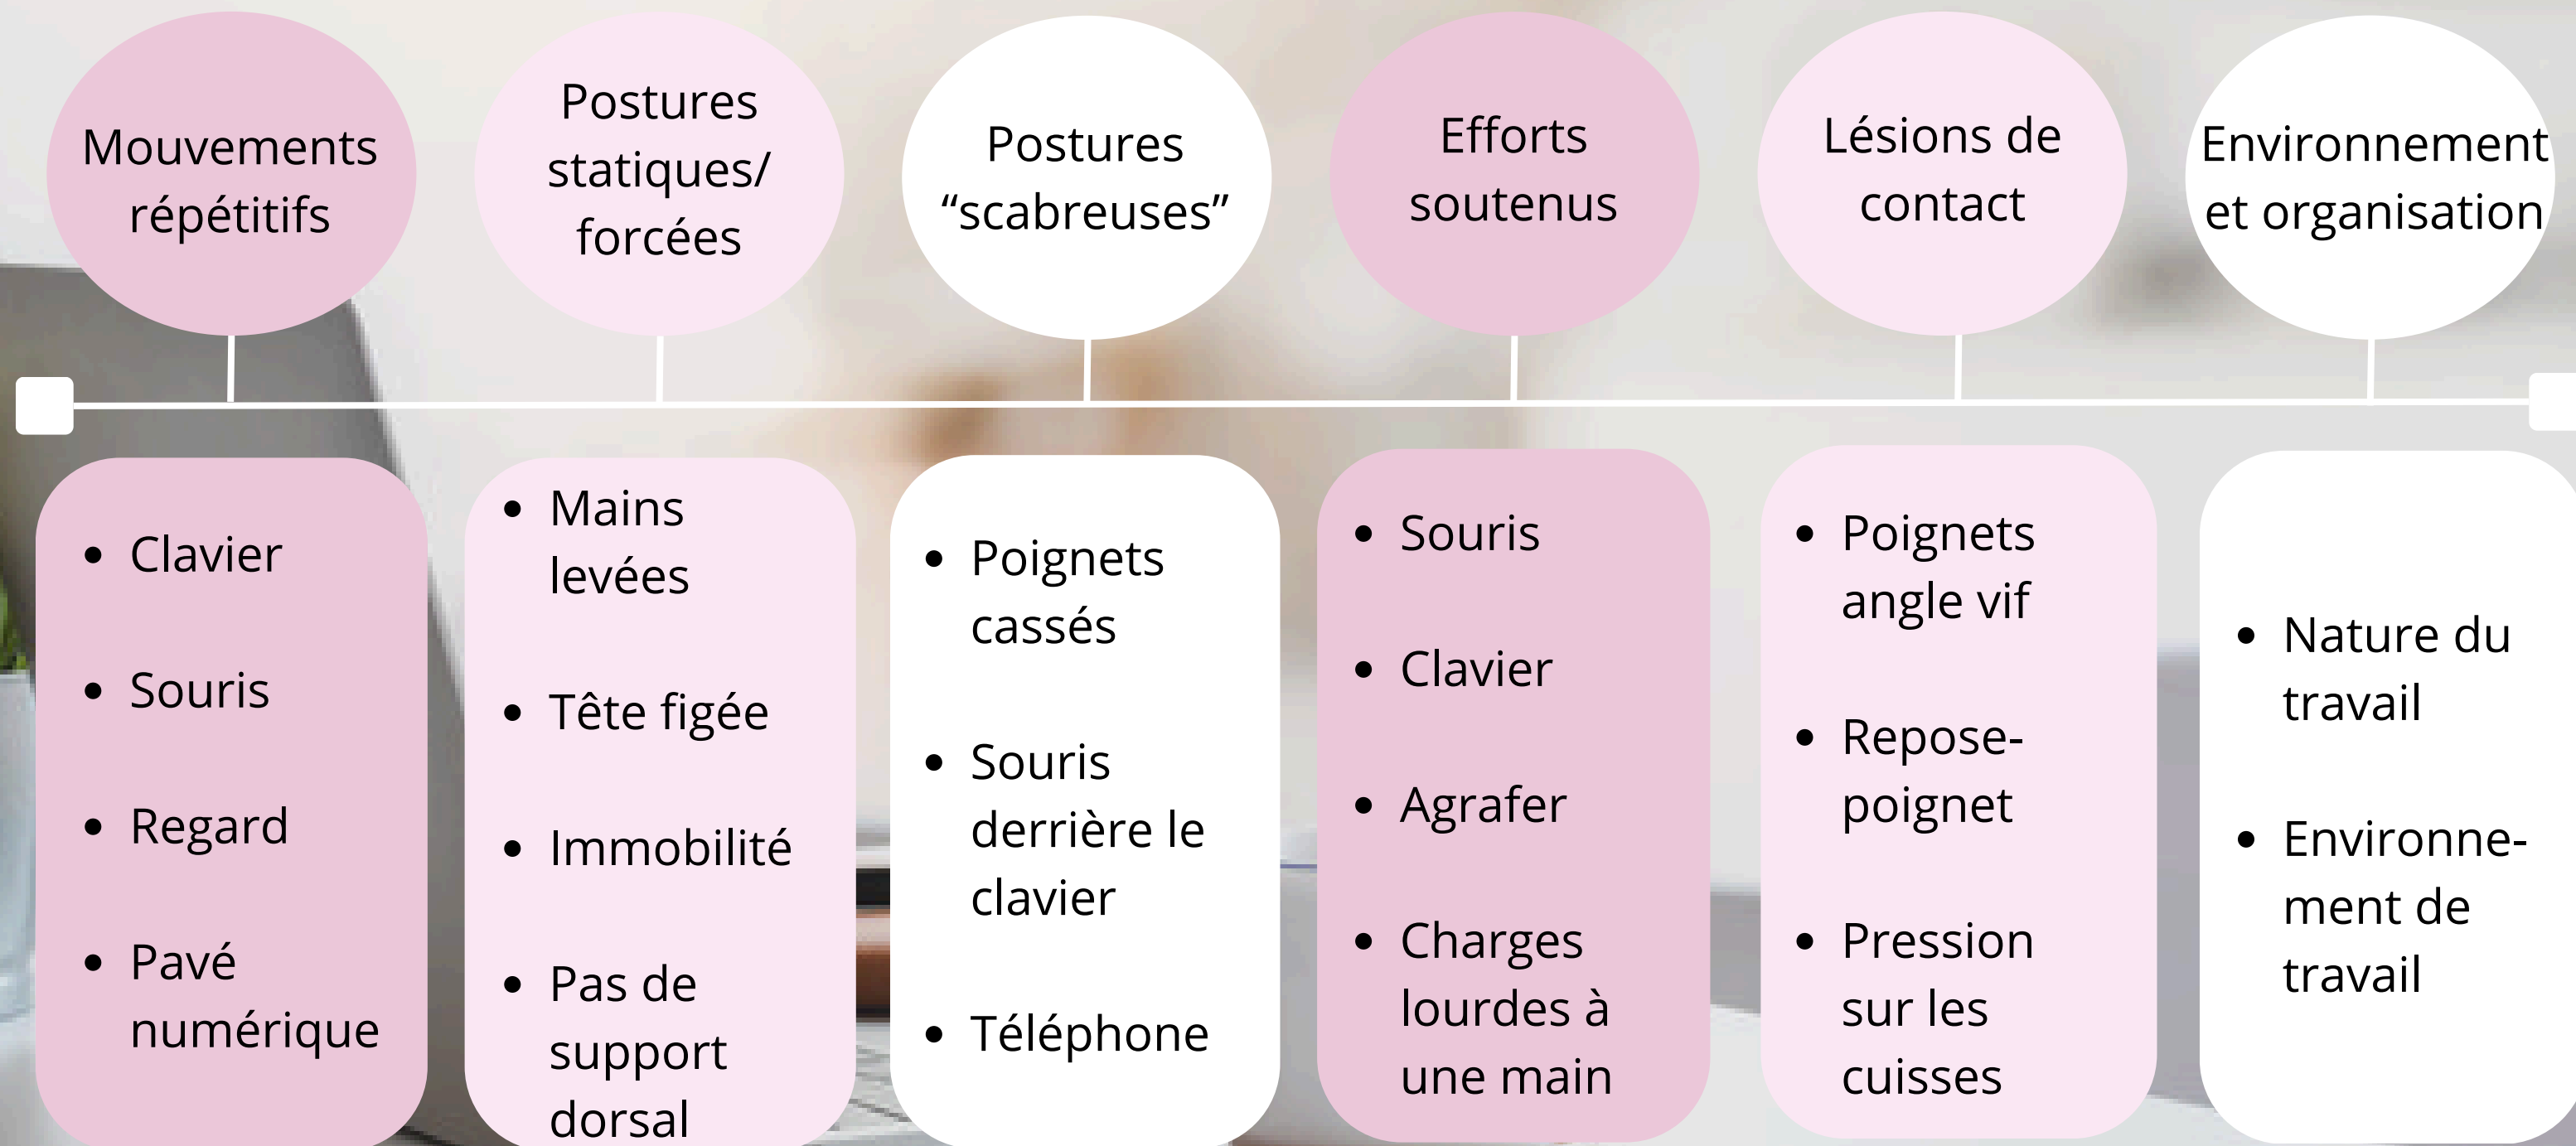 Mouvements
répétitifs
Postures
statiques/
forcées
Postures
“scabreuses”
Efforts
soutenus
Lésions de
contact
Environnement
et organisation
• Clavier
• Souris
• Regard
• Pavé
numérique
• Mains
levées
• Tête figée
• Immobilité
• Pas de
support
dorsal
• Poignets
cassés
• Souris
derrière le
clavier
• Téléphone
• Souris
• Clavier
• Agrafer
• Charges
lourdes à
une main
• Poignets
angle vif
• Repose-
poignet
• Pression
sur les
cuisses
• Nature du
travail
• Environne-
ment de
travail